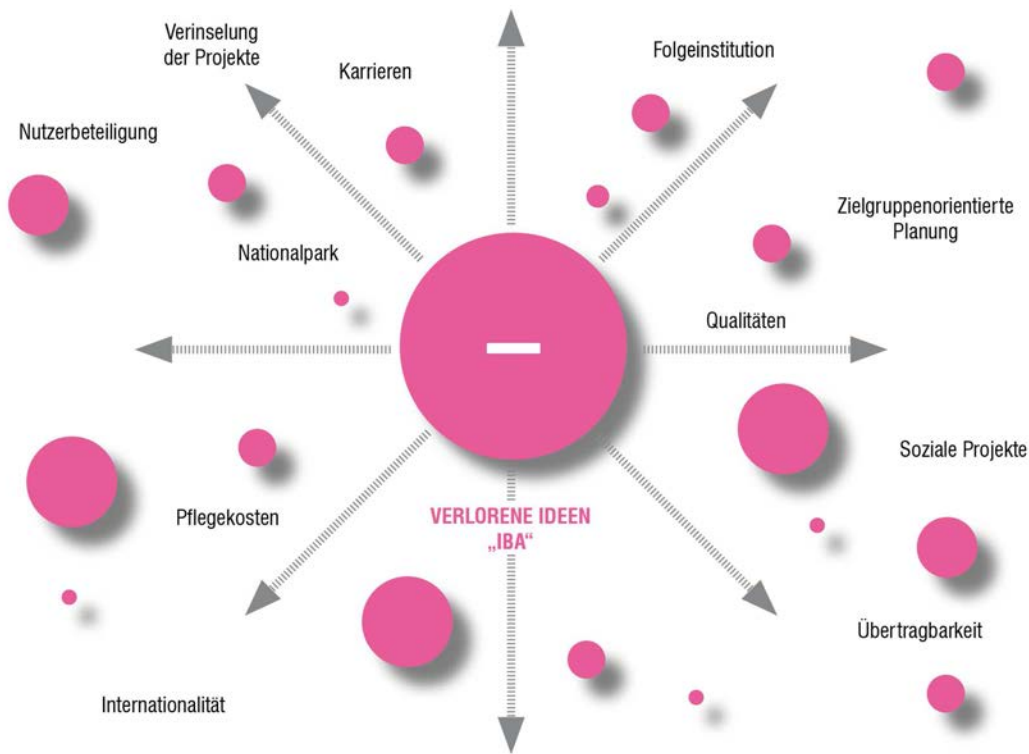 Verinselung
der Projekte
Karrieren
Folgeinstitution
Nutzerbeteiligung
Zielgruppenorientierte
Planung
Nationalpark
Qualitäten
Soziale Projekte
Pflegekosten
VERLORENE IDEEN
„IBA“
Übertragbarkeit
Internationalität